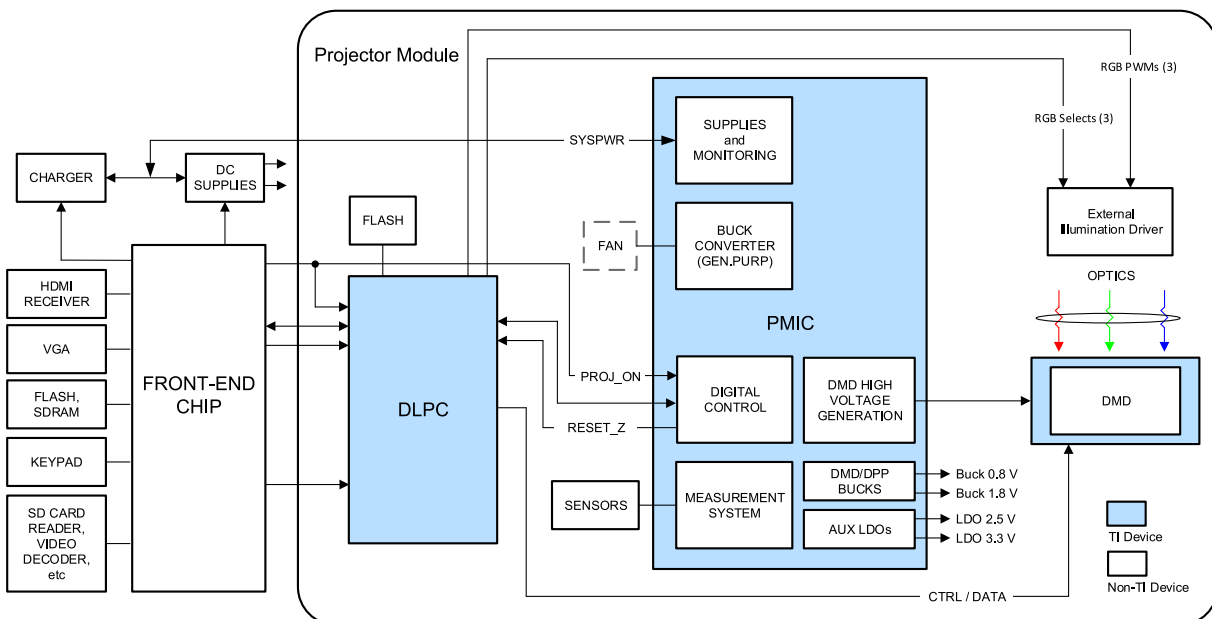 Projector Module
RGB PWMs (3)
RGB Selects (3)
SUPPLIES
and
MONITORING
SYSPWR
CHARGER
DC
SUPPLIES
FLASH
FAN
BUCK
CONVERTER
(GEN.PURP)
External
Illumination Driver
OPTICS
HDMI
RECEIVER
VGA
FLASH,
SDRAM
KEYPAD
SD CARD
READER,
VIDEO
DECODER,
etc
FRONT-END
CHIP
DLPC
PMIC
PROJ_ON
RESET_Z
DIGITAL
CONTROL
DMD HIGH
VOLTAGE
GENERATION
DMD
SENSORS
MEASUREMENT
SYSTEM
DMD/DPP
BUCKS
Buck 0.8 V
Buck 1.8 V
AUX LDOs
LDO 2.5 V
LDO 3.3 V
CTRL / DATA
TI Device
Non-TI Device